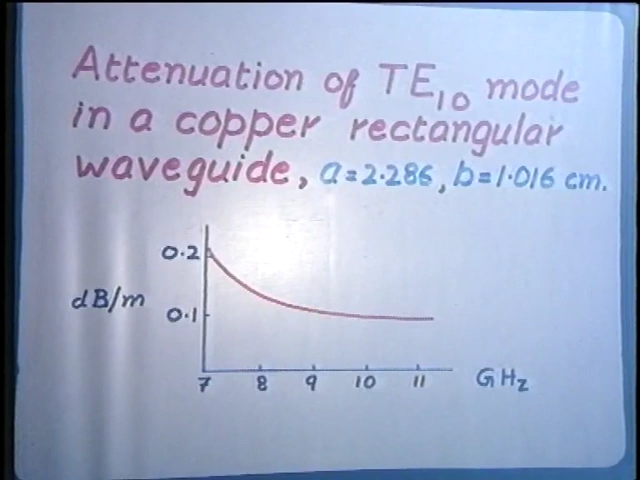 Attenuation of TE10 mode
in a copper rectangular
waveguide, a=2.286, b=1.016 cm.
0.2
dB/m
0.1
7 8 9 10 11 GHz